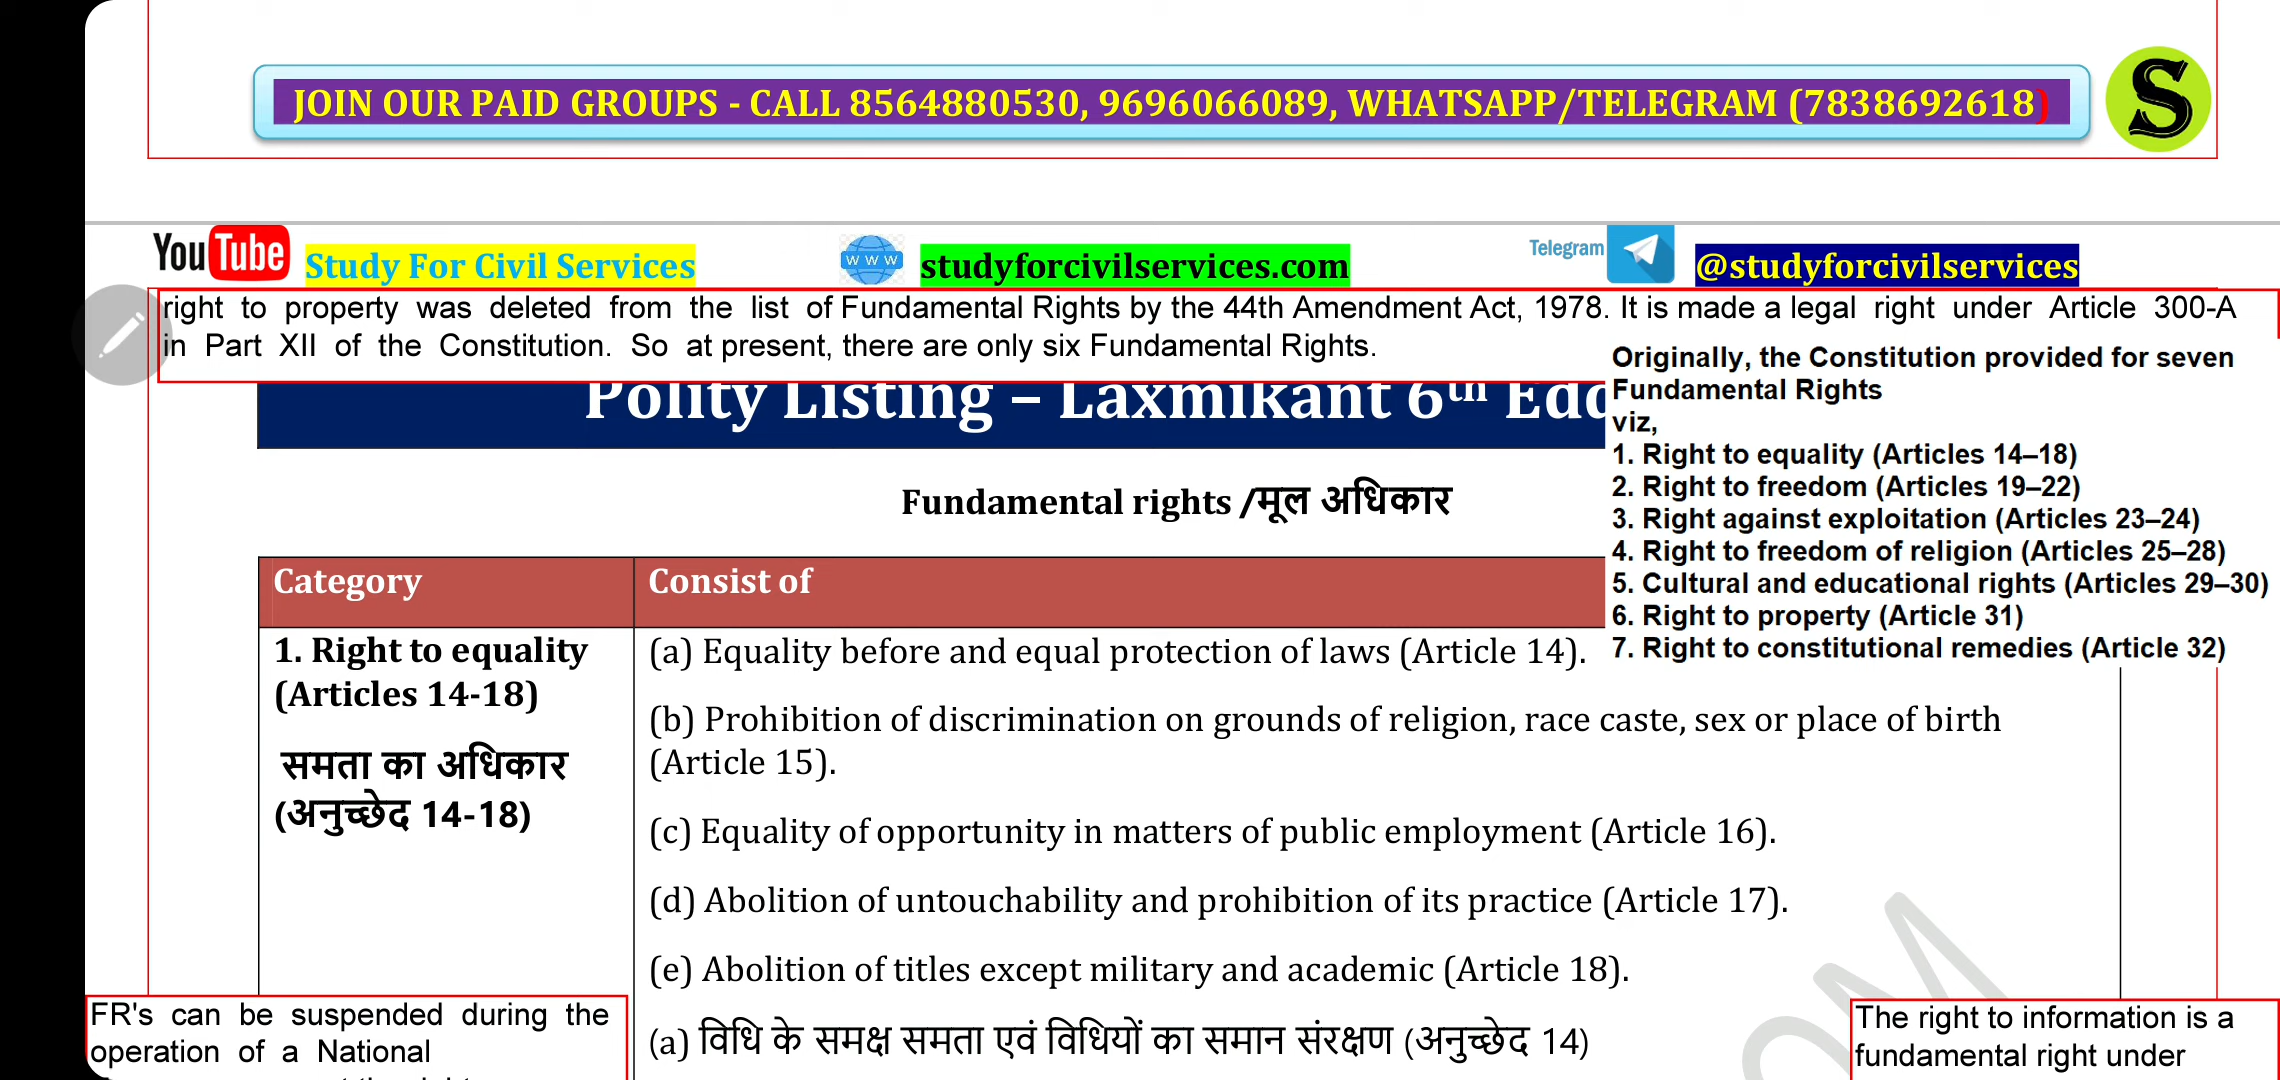 JOIN OUR PAID GROUPS - CALL 8564880530, 9696066089, WHATSAPP/TELEGRAM (7838692618)
S
YouTube
Study For Civil Services
WWW
studyforcivilservices.com
Telegram
@studyforcivilservices
right to property was deleted from the list of Fundamental Rights by the 44th Amendment Act, 1978. It is made a legal right under Article 300-A
in Part XII of the Constitution. So at present, there are only six Fundamental Rights.
Polity Listing – Laxmikant 6th
Originally, the Constitution provided for seven
Fundamental Rights
viz,
1. Right to equality (Articles 14–18)
2. Right to freedom (Articles 19–22)
3. Right against exploitation (Articles 23–24)
4. Right to freedom of religion (Articles 25–28)
5. Cultural and educational rights (Articles 29–30)
6. Right to property (Article 31)
7. Right to constitutional remedies (Article 32)
Fundamental rights /मूल अधिकार
Category
Consist of
1. Right to equality
(Articles 14-18)
समता का अधिकार
(अनुच्छेद 14-18)
(a) Equality before and equal protection of laws (Article 14).
(b) Prohibition of discrimination on grounds of religion, race caste, sex or place of birth
(Article 15).
(c) Equality of opportunity in matters of public employment (Article 16).
(d) Abolition of untouchability and prohibition of its practice (Article 17).
(e) Abolition of titles except military and academic (Article 18).
(a) विधि के समक्ष समता एवं विधियों का समान संरक्षण (अनुच्छेद 14)
FR's can be suspended during the
operation of a National
The right to information is a
fundamental right under